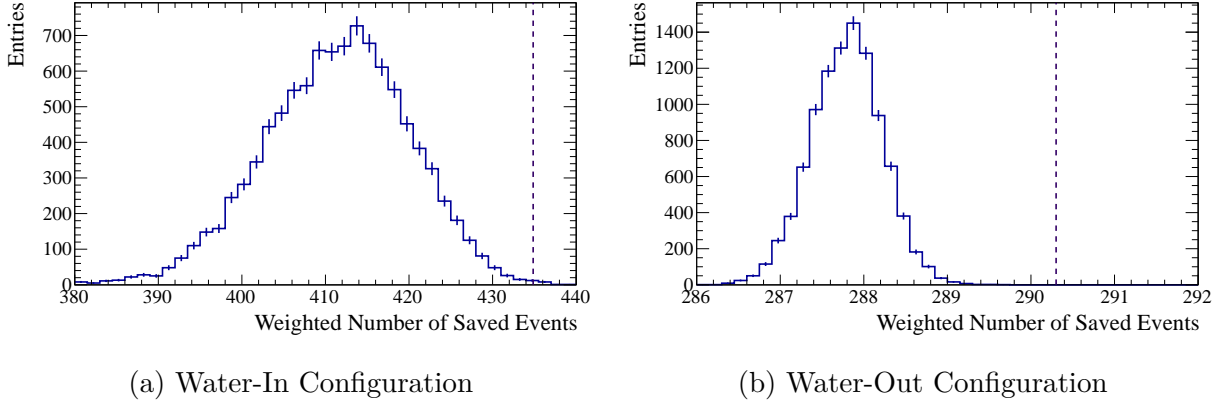 Entries
700
600
500
400
300
200
100
0
380 390 400 410 420 430 440
Weighted Number of Saved Events
(a) Water-In Configuration
Entries
1400
1200
1000
800
600
400
200
0
286 287 288 289 290 291 292
Weighted Number of Saved Events
(b) Water-Out Configuration